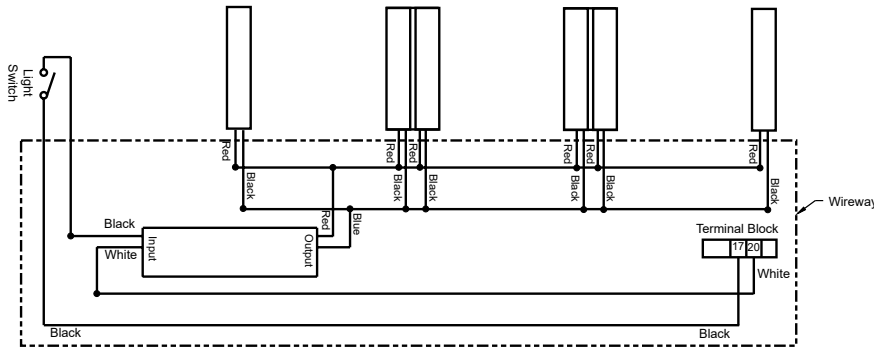 Light
Switch
Red
Black
Red
Black
Red
Black
Red
Black
Red
Black
Red
Black
Red
Blue
Wireway
Terminal Block
17 20
White
Black
White
Input
Output
Black
Black